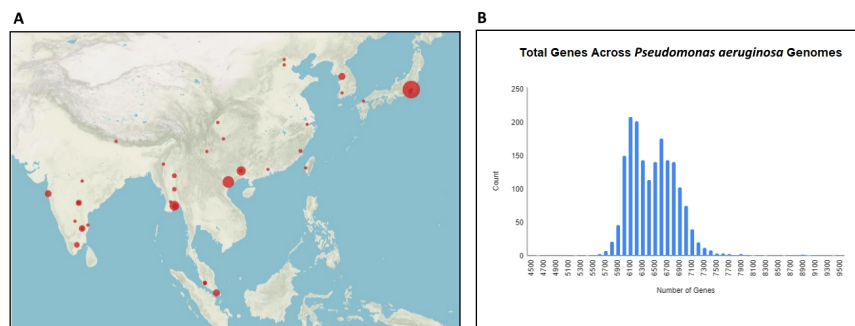 A
B
Total Genes Across Pseudomonas aeruginosa Genomes
250
200
150
100
50
0
Count
4500 4700 4900 5100 5300 5500 5700 5900 6100 6300 6500 6700 6900 7100 7300 7500 7700 7900 8100 8300 8500 8700 8900 9100 9300 9500
Number of Genes